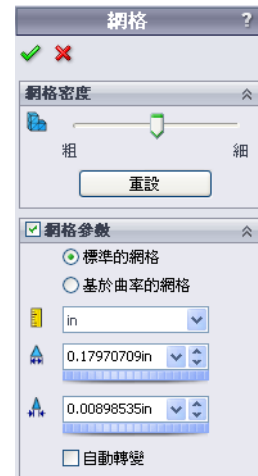 網格 ?
網格密度
粗 細
重設
網格參數
標準的網格
基於曲率的網格
in
0.17970709in
0.00898535in
自動轉變